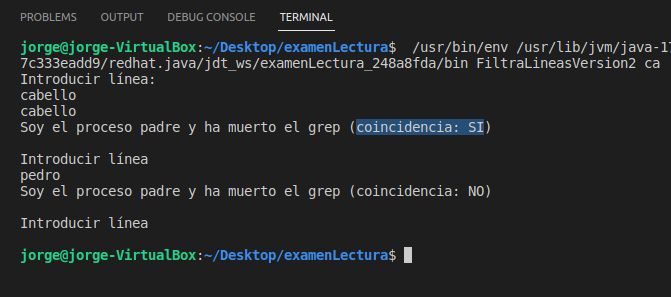 PROBLEMS OUTPUT DEBUG CONSOLE TERMINAL
jorge@jorge-VirtualBox:~/Desktop/examenLectura$ /usr/bin/env /usr/lib/jvm/java-17
7c333eadd9/redhat.java/jdt_ws/examenLectura_248a8fda/bin FiltraLineasVersion2 ca
Introducir línea:
cabello
cabello
Soy el proceso padre y ha muerto el grep (coincidencia: SI)
Introducir línea
pedro
Soy el proceso padre y ha muerto el grep (coincidencia: NO)
Introducir línea
jorge@jorge-VirtualBox:~/Desktop/examenLectura$